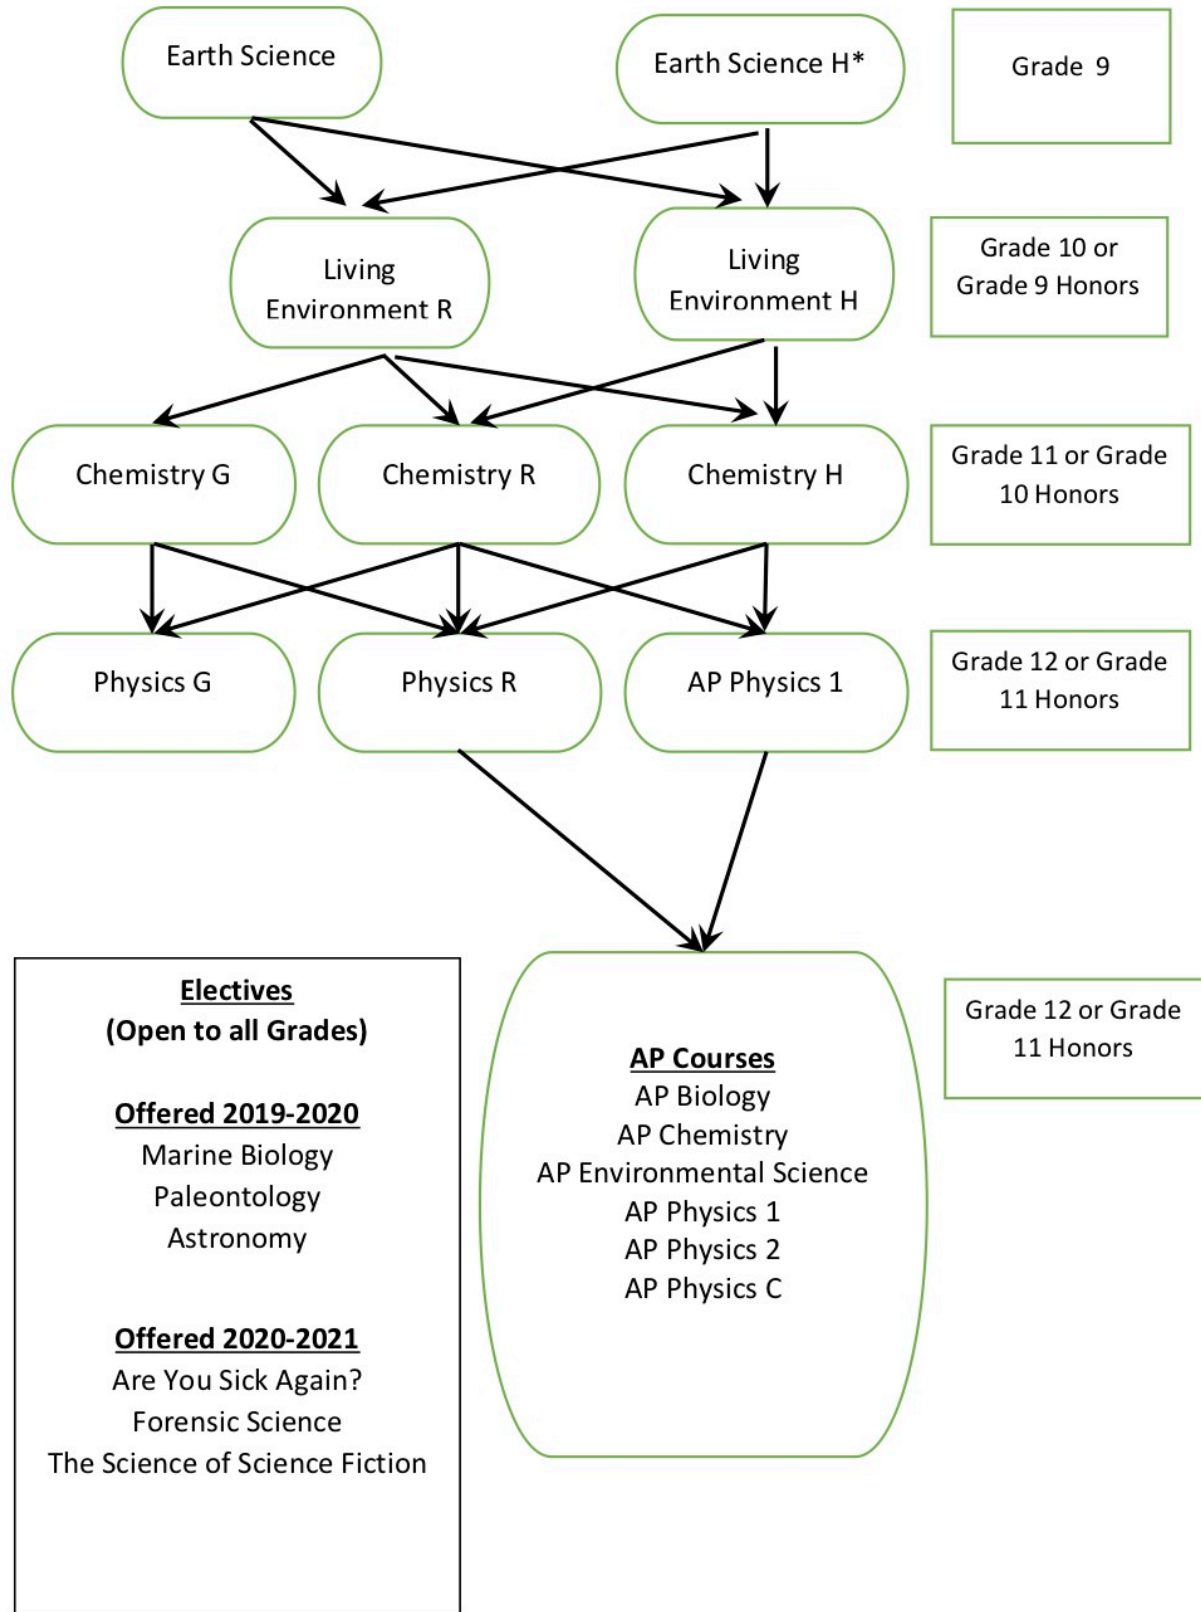 Earth Science
Earth Science H*
Grade 9
Living
Environment R
Living
Environment H
Grade 10 or
Grade 9 Honors
Chemistry G
Chemistry R
Chemistry H
Grade 11 or Grade
10 Honors
Physics G
Physics R
AP Physics 1
Grade 12 or Grade
11 Honors
Electives
(Open to all Grades)
Offered 2019-2020
Marine Biology
Paleontology
Astronomy
Offered 2020-2021
Are You Sick Again?
Forensic Science
The Science of Science Fiction
AP Courses
AP Biology
AP Chemistry
AP Environmental Science
AP Physics 1
AP Physics 2
AP Physics C
Grade 12 or Grade
11 Honors